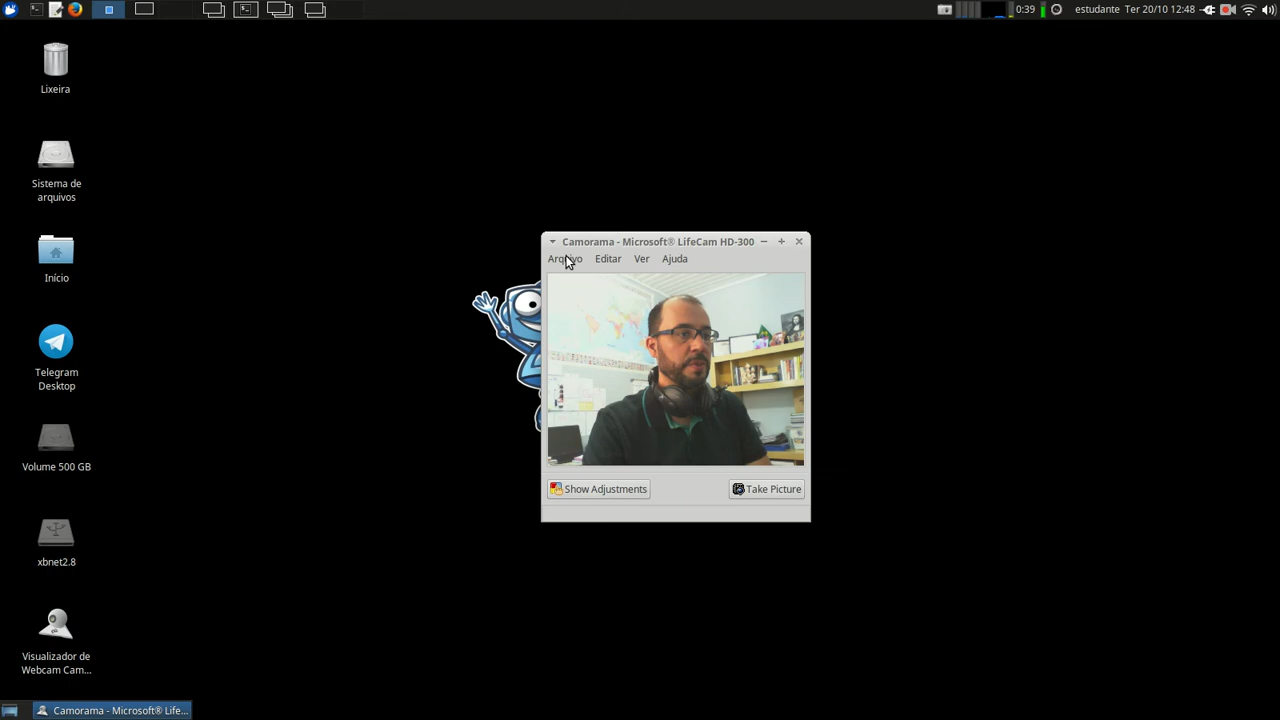 0:39 estudante Ter 20/10 12:48
Lixeira
Sistema de
arquivos
Início
Telegram
Desktop
Volume 500 GB
xbnet2.8
Visualizador de
Webcam Cam...
Camorama - Microsoft® LifeCam HD-300
Arquivo Editar Ver Ajuda
Show Adjustments Take Picture
Camorama - Microsoft® Life...